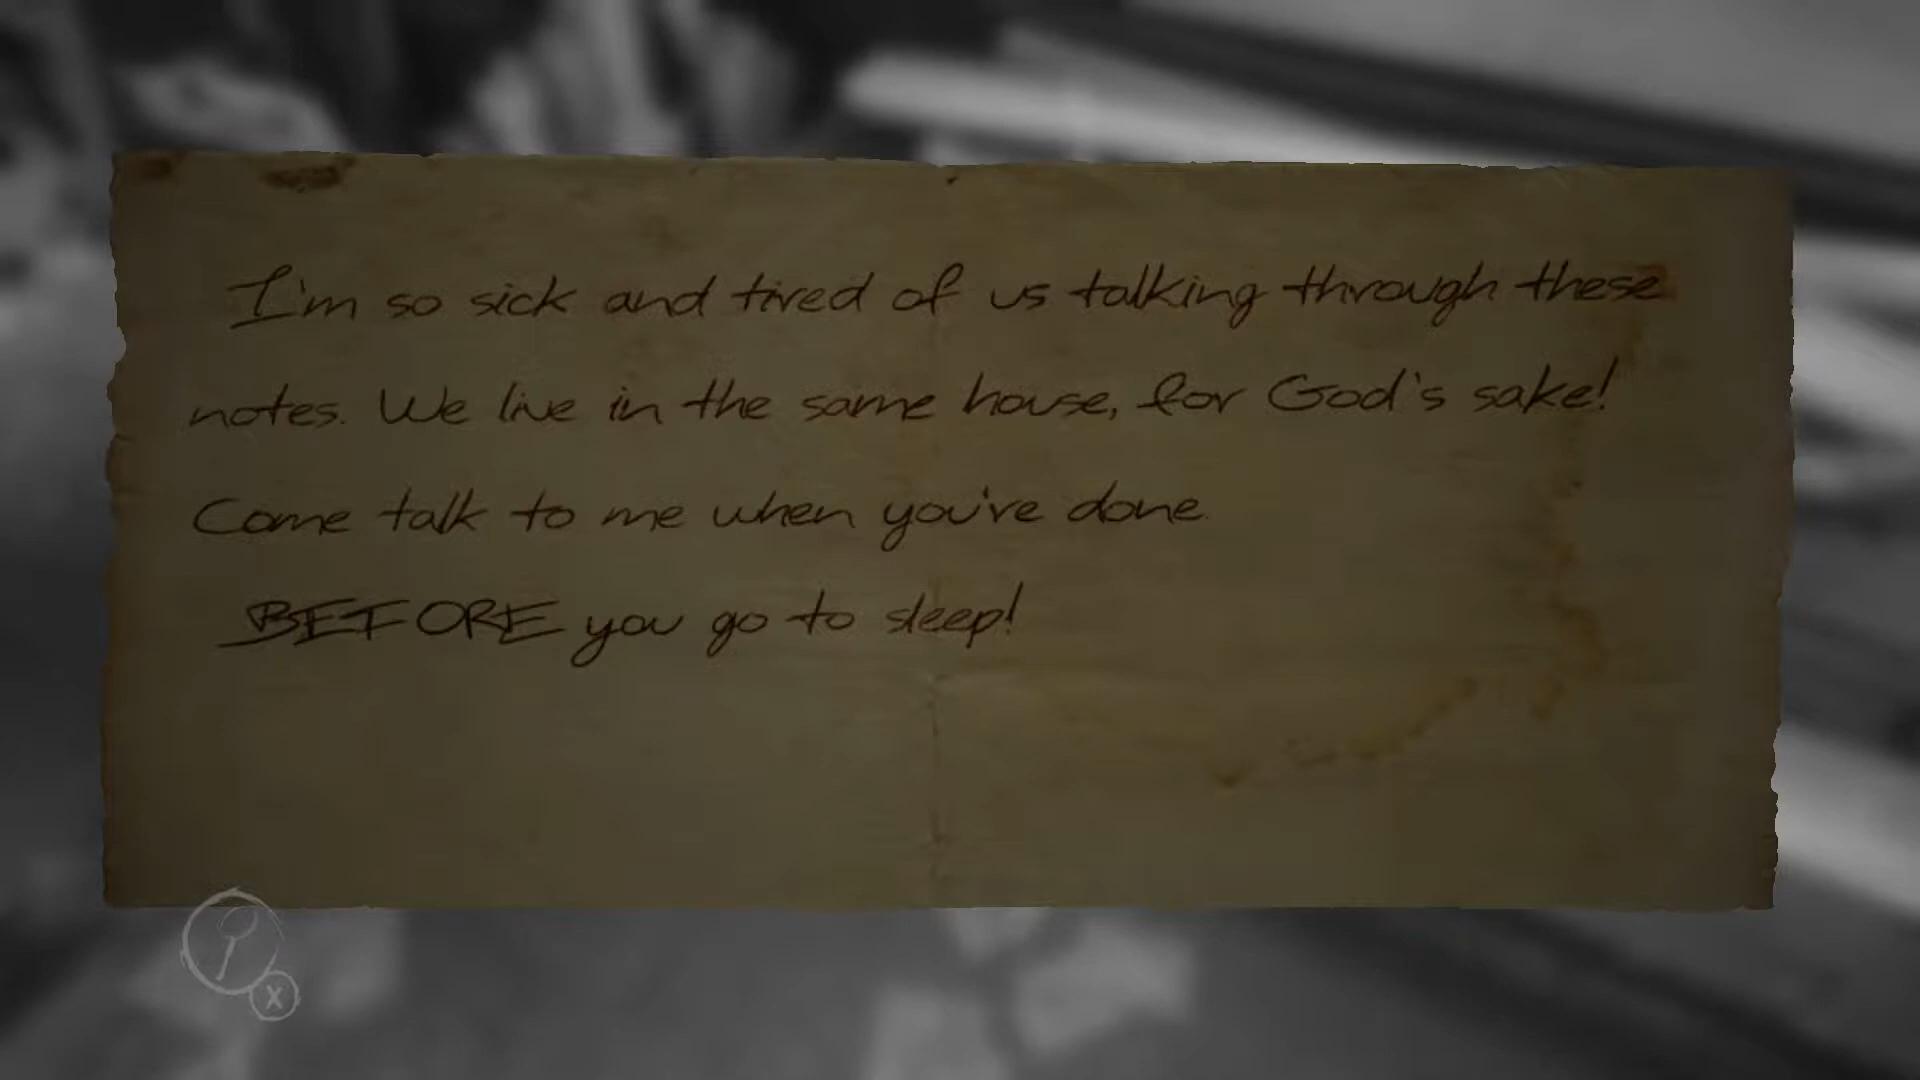 I'm so sick and tired of us talking through these
notes. We live in the same house, for God's sake!
Come talk to me when you're done.
BEFORE you go to sleep!
X